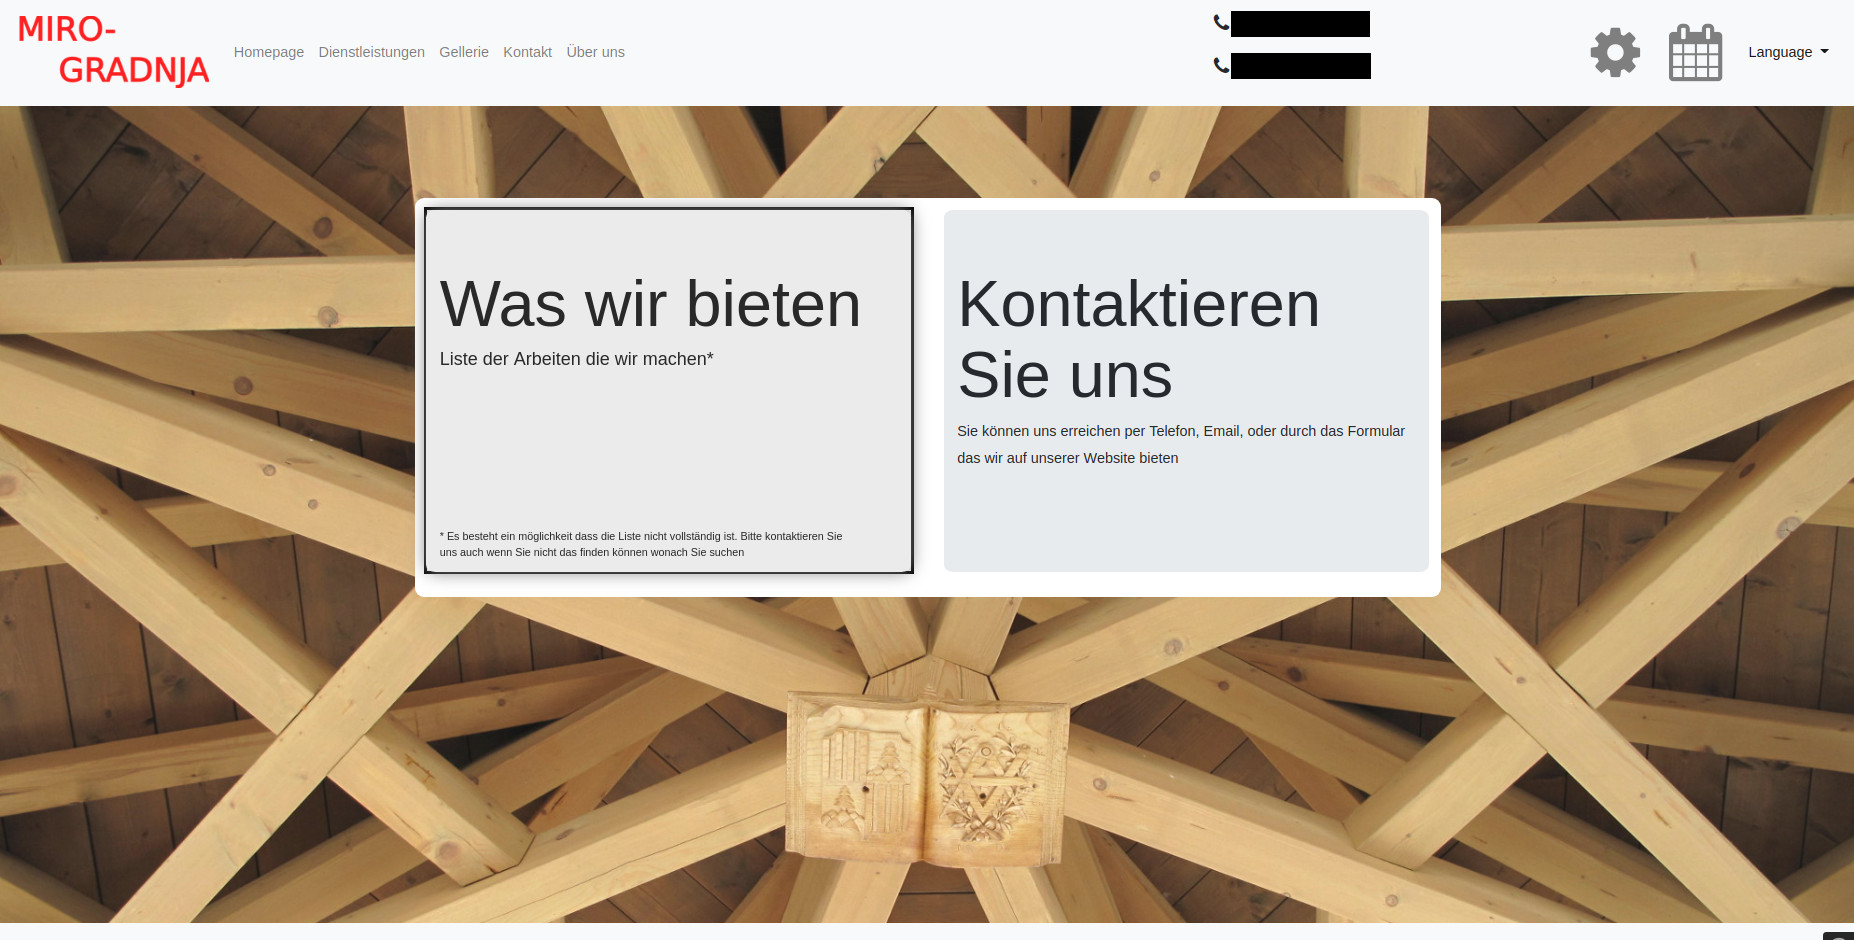 MIRO-
GRADNJA
Homepage Dienstleistungen Gellerie Kontakt Über uns
Language
Was wir bieten
Liste der Arbeiten die wir machen*
* Es besteht ein möglichkeit dass die Liste nicht vollständig ist. Bitte kontaktieren Sie
uns auch wenn Sie nicht das finden können wonach Sie suchen
Kontaktieren
Sie uns
Sie können uns erreichen per Telefon, Email, oder durch das Formular
das wir auf unserer Website bieten